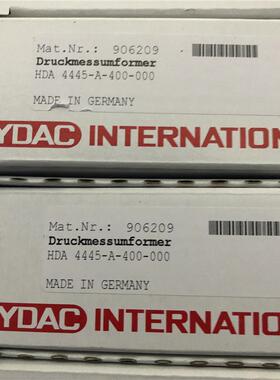 Mat.Nr.: 906209
Druckmessumformer
HDA 4445-A-400-000
MADE IN GERMANY
YDAC INTERNATION
Mat.Nr.: 906209
Druckmessumformer
HDA 4445-A-400-000
MADE IN GERMANY
YDAC INTERNATION